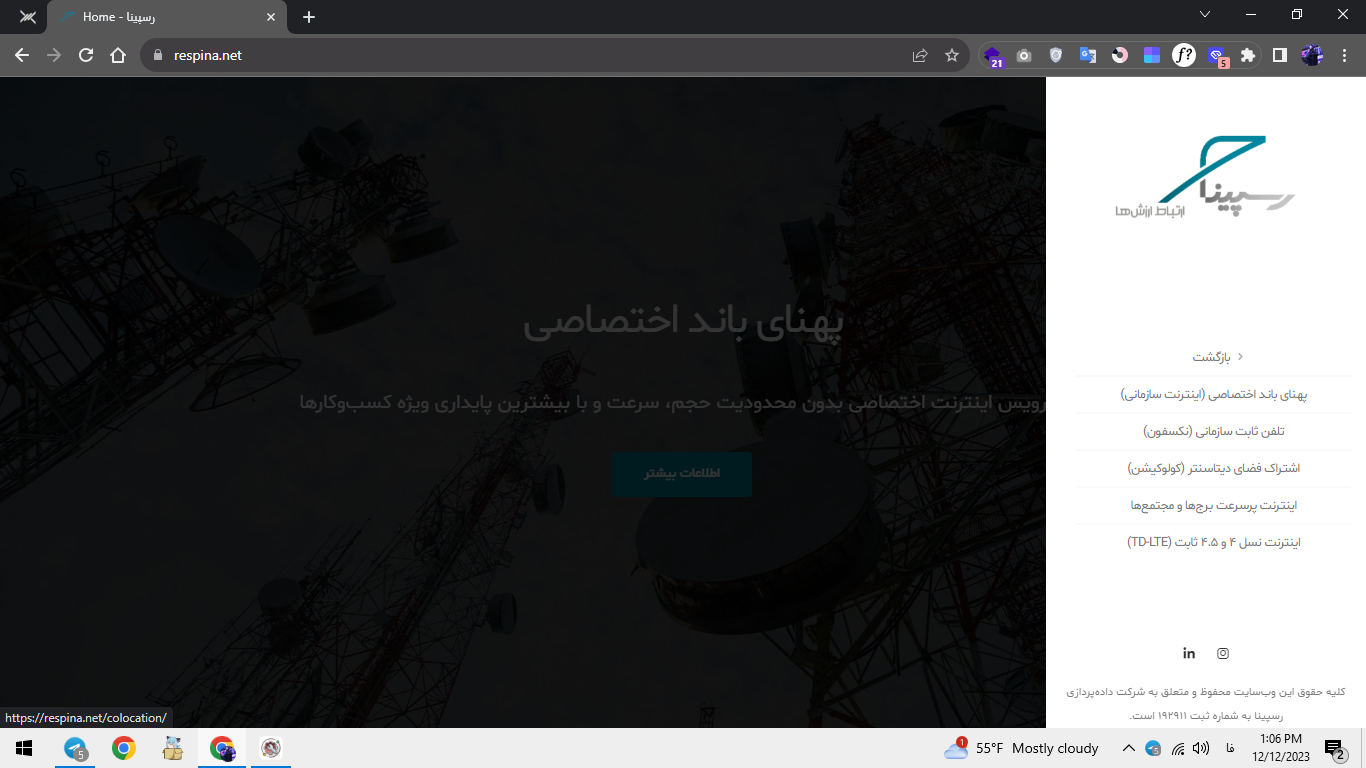 Home - رسپینا
respina.net
21
5
رسپینا
ارتباط ارزش‌ها
پهنای باند اختصاصی
رویس اینترنت اختصاصی بدون محدودیت حجم، سرعت و با بیشترین پایداری ویژه کسب‌وکارها
اطلاعات بیشتر
بازگشت
پهنای باند اختصاصی (اینترنت سازمانی)
تلفن ثابت سازمانی (نکسفون)
اشتراک فضای دیتاسنتر (کولوکیشن)
اینترنت پرسرعت برج‌ها و مجتمع‌ها
اینترنت نسل ۴ و ۴.۵ ثابت (TD-LTE)
کلیه حقوق این وب‌سایت محفوظ و متعلق به شرکت داده‌پردازی
رسپینا به شماره ثبت ۱۹۲۹۱۱ است.
https://respina.net/colocation/
5
1
55°F Mostly cloudy
5
فا
1:06 PM
12/12/2023
2